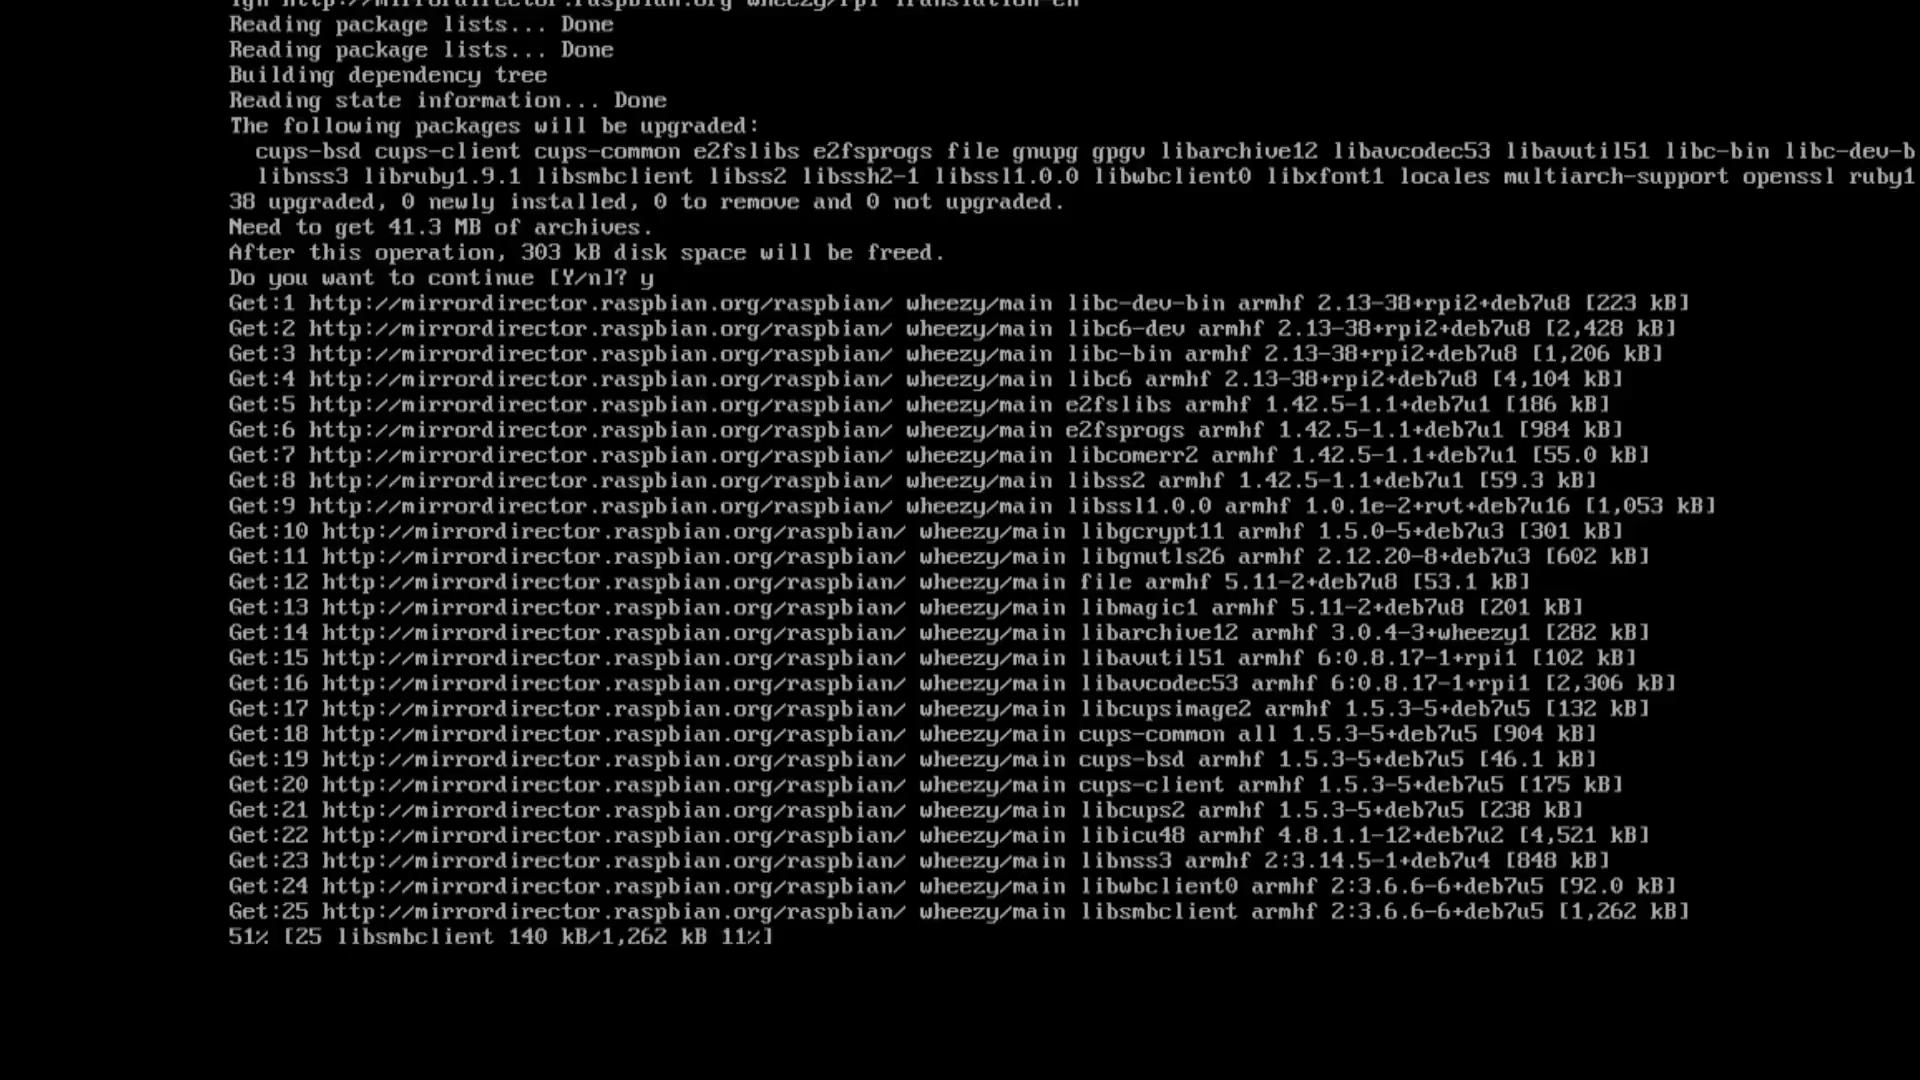 Ign http://mirrordirector.raspbian.org wheezy/rpi Translation-en
Reading package lists... Done
Reading package lists... Done
Building dependency tree
Reading state information... Done
The following packages will be upgraded:
cups-bsd cups-client cups-common e2fslibs e2fsprogs file gnupg gpgv libarchive12 libavcodec53 libavutil51 libc-bin libc-dev-b
libnss3 libruby1.9.1 libsmbclient libss2 libssh2-1 libssl1.0.0 libwbclient0 libxfont1 locales multiarch-support openssl ruby1
38 upgraded, 0 newly installed, 0 to remove and 0 not upgraded.
Need to get 41.3 MB of archives.
After this operation, 303 kB disk space will be freed.
Do you want to continue [Y/n]? y
Get:1 http://mirrordirector.raspbian.org/raspbian/ wheezy/main libc-dev-bin armhf 2.13-38+rpi2+deb7u8 [223 kB]
Get:2 http://mirrordirector.raspbian.org/raspbian/ wheezy/main libc6-dev armhf 2.13-38+rpi2+deb7u8 [2,428 kB]
Get:3 http://mirrordirector.raspbian.org/raspbian/ wheezy/main libc-bin armhf 2.13-38+rpi2+deb7u8 [1,206 kB]
Get:4 http://mirrordirector.raspbian.org/raspbian/ wheezy/main libc6 armhf 2.13-38+rpi2+deb7u8 [4,104 kB]
Get:5 http://mirrordirector.raspbian.org/raspbian/ wheezy/main e2fslibs armhf 1.42.5-1.1+deb7u1 [186 kB]
Get:6 http://mirrordirector.raspbian.org/raspbian/ wheezy/main e2fsprogs armhf 1.42.5-1.1+deb7u1 [984 kB]
Get:7 http://mirrordirector.raspbian.org/raspbian/ wheezy/main libcomerr2 armhf 1.42.5-1.1+deb7u1 [55.0 kB]
Get:8 http://mirrordirector.raspbian.org/raspbian/ wheezy/main libss2 armhf 1.42.5-1.1+deb7u1 [59.3 kB]
Get:9 http://mirrordirector.raspbian.org/raspbian/ wheezy/main libssl1.0.0 armhf 1.0.1e-2+rvt+deb7u16 [1,053 kB]
Get:10 http://mirrordirector.raspbian.org/raspbian/ wheezy/main libgcrypt11 armhf 1.5.0-5+deb7u3 [301 kB]
Get:11 http://mirrordirector.raspbian.org/raspbian/ wheezy/main libgnutls26 armhf 2.12.20-8+deb7u3 [602 kB]
Get:12 http://mirrordirector.raspbian.org/raspbian/ wheezy/main file armhf 5.11-2+deb7u8 [53.1 kB]
Get:13 http://mirrordirector.raspbian.org/raspbian/ wheezy/main libmagic1 armhf 5.11-2+deb7u8 [201 kB]
Get:14 http://mirrordirector.raspbian.org/raspbian/ wheezy/main libarchive12 armhf 3.0.4-3+wheezy1 [282 kB]
Get:15 http://mirrordirector.raspbian.org/raspbian/ wheezy/main libavutil51 armhf 6:0.8.17-1+rpi1 [102 kB]
Get:16 http://mirrordirector.raspbian.org/raspbian/ wheezy/main libavcodec53 armhf 6:0.8.17-1+rpi1 [2,306 kB]
Get:17 http://mirrordirector.raspbian.org/raspbian/ wheezy/main libcupsimage2 armhf 1.5.3-5+deb7u5 [132 kB]
Get:18 http://mirrordirector.raspbian.org/raspbian/ wheezy/main cups-common all 1.5.3-5+deb7u5 [904 kB]
Get:19 http://mirrordirector.raspbian.org/raspbian/ wheezy/main cups-bsd armhf 1.5.3-5+deb7u5 [46.1 kB]
Get:20 http://mirrordirector.raspbian.org/raspbian/ wheezy/main cups-client armhf 1.5.3-5+deb7u5 [175 kB]
Get:21 http://mirrordirector.raspbian.org/raspbian/ wheezy/main libcups2 armhf 1.5.3-5+deb7u5 [238 kB]
Get:22 http://mirrordirector.raspbian.org/raspbian/ wheezy/main libicu48 armhf 4.8.1.1-12+deb7u2 [4,521 kB]
Get:23 http://mirrordirector.raspbian.org/raspbian/ wheezy/main libnss3 armhf 2:3.14.5-1+deb7u4 [848 kB]
Get:24 http://mirrordirector.raspbian.org/raspbian/ wheezy/main libwbclient0 armhf 2:3.6.6-6+deb7u5 [92.0 kB]
Get:25 http://mirrordirector.raspbian.org/raspbian/ wheezy/main libsmbclient armhf 2:3.6.6-6+deb7u5 [1,262 kB]
51% [25 libsmbclient 140 kB/1,262 kB 11%]